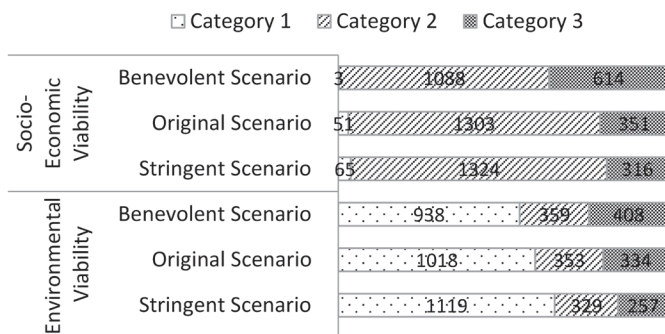 Category 1 Category 2 Category 3
Socio-
Economic
Viability
Benevolent Scenario 3 1088 614
Original Scenario 51 1303 351
Stringent Scenario 65 1324 316
Environmental
Viability
Benevolent Scenario 938 359 408
Original Scenario 1018 353 334
Stringent Scenario 1119 329 257